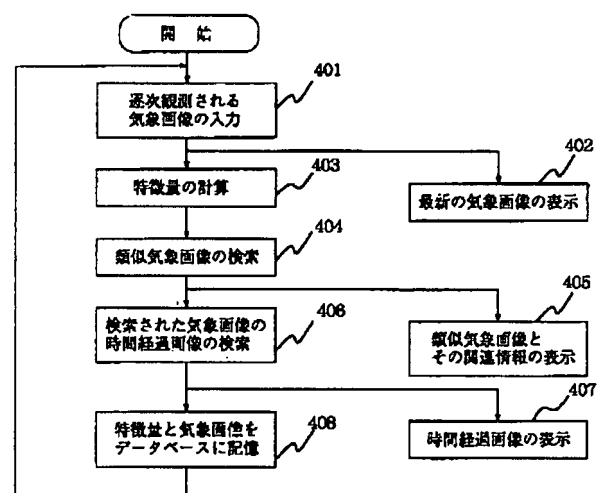 開 始
401
逐次観測される
気象画像の入力
403
特徴量の計算
402
最新の気象画像の表示
404
類似気象画像の検索
406
検索された気象画像の
時間経過画像の検索
405
類似気象画像と
その関連情報の表示
407
時間経過画像の表示
408
特徴量と気象画像を
データベースに記憶